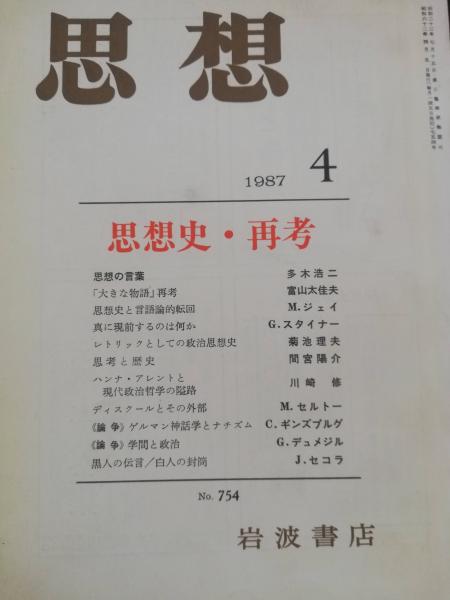 思想
1987 4
思想史・再考
思想の言葉 多木浩二
「大きな物語」再考 富山太佳夫
思想史と言語論的転回 M.ジェイ
真に現前するのは何か G.スタイナー
レトリックとしての政治思想史 菊池理夫
思考と歴史 間宮陽介
ハンナ・アレントと
現代政治哲学の隘路 川崎修
ディスクールとその外部 M.セルトー
《論争》ゲルマン神話学とナチズム C.ギンズブルグ
《論争》学問と政治 G.デュメジル
黒人の伝言/白人の封筒 J.セコラ
No. 754
岩波書店